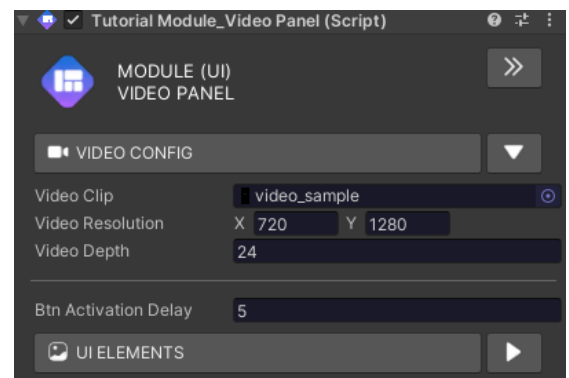 Tutorial Module_Video Panel (Script)
MODULE (UI)
VIDEO PANEL
VIDEO CONFIG
Video Clip video_sample
Video Resolution X 720 Y 1280
Video Depth 24
Btn Activation Delay 5
UI ELEMENTS